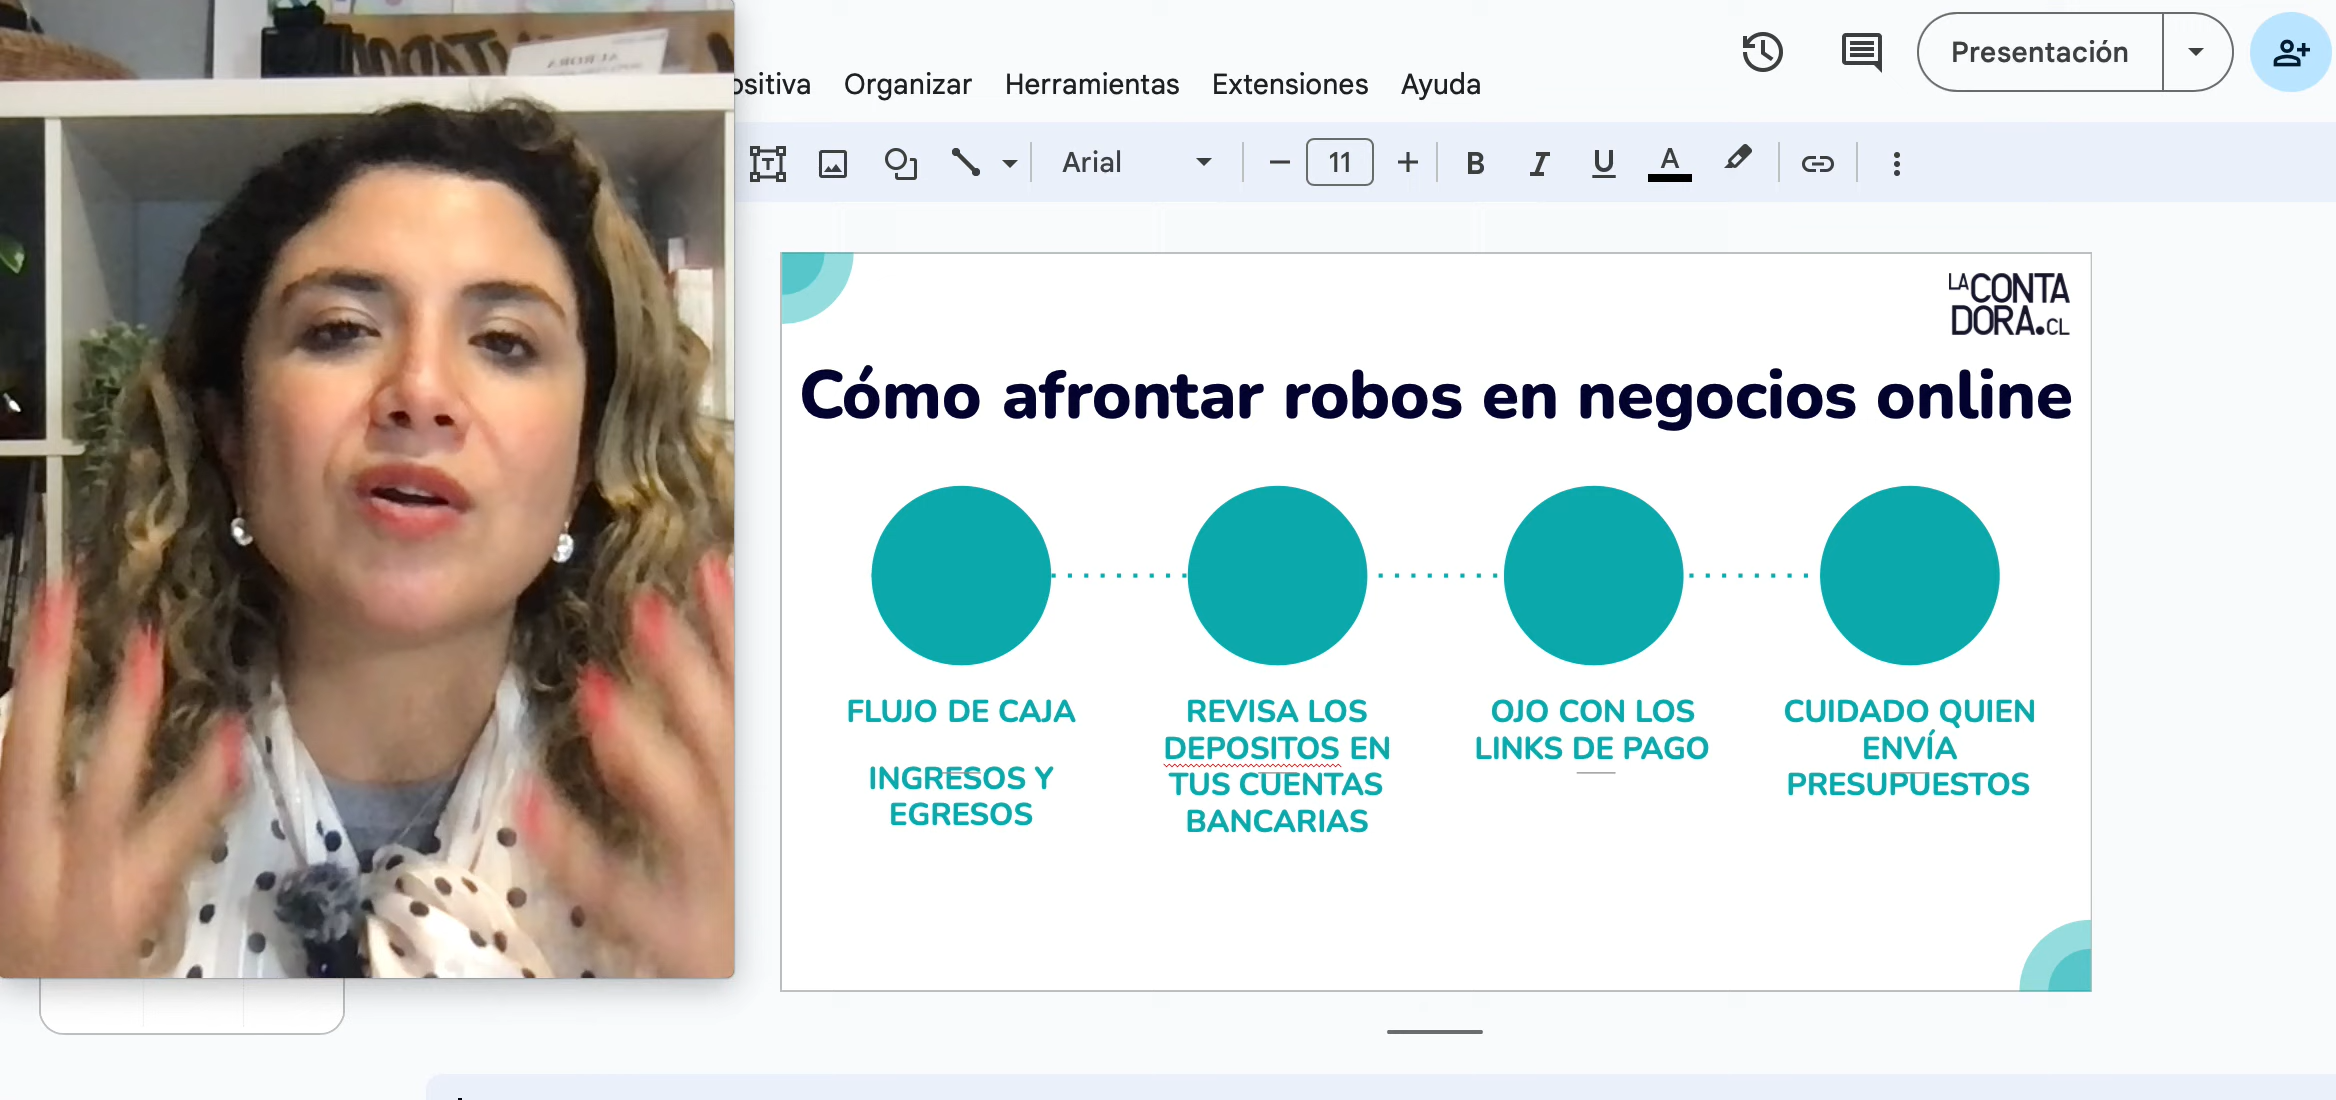 Organizar Herramientas Extensiones Ayuda
Presentación
Arial
11
B I U A
LA CONTA
DORA.CL
Cómo afrontar robos en negocios online
FLUJO DE CAJA
INGRESOS Y
EGRESOS
REVISA LOS
DEPOSITOS EN
TUS CUENTAS
BANCARIAS
OJO CON LOS
LINKS DE PAGO
CUIDADO QUIEN
ENVÍA
PRESUPUESTOS